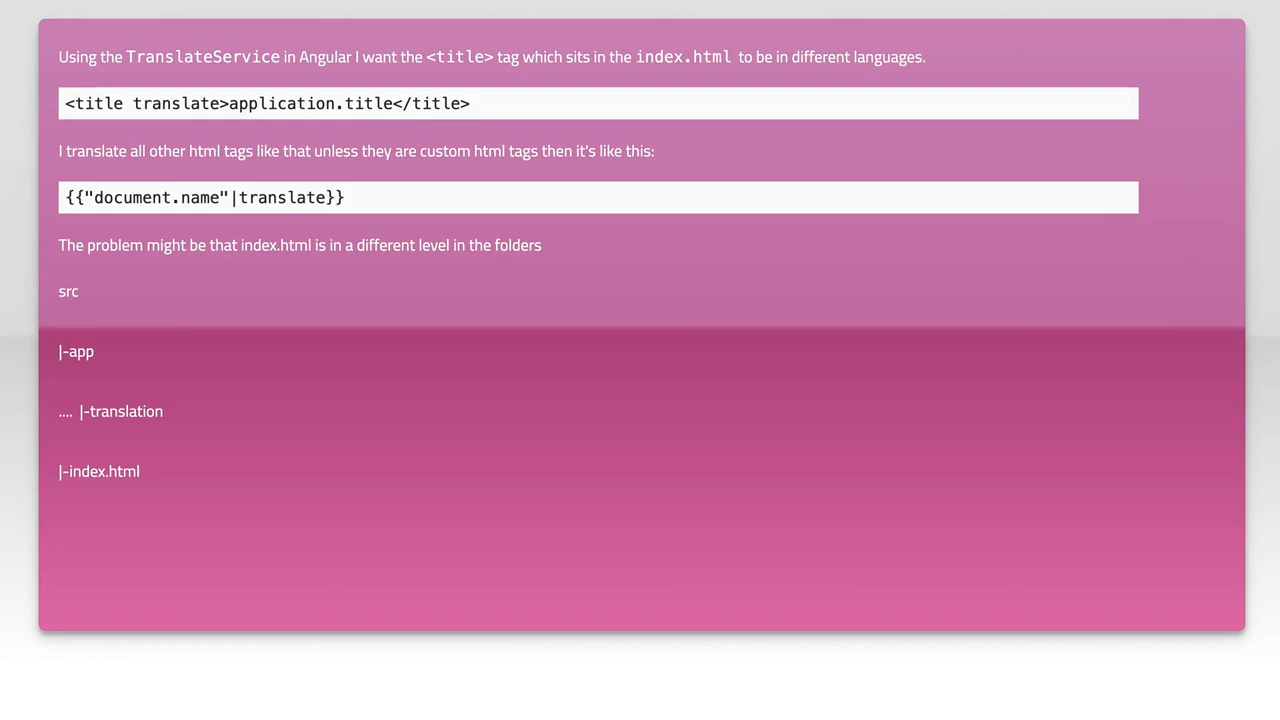 Using the TranslateService in Angular I want the <title> tag which sits in the index.html to be in different languages.
<title translate>application.title</title>
I translate all other html tags like that unless they are custom html tags then it's like this:
{{"document.name"|translate}}
The problem might be that index.html is in a different level in the folders
src
|-app
.... |-translation
|-index.html